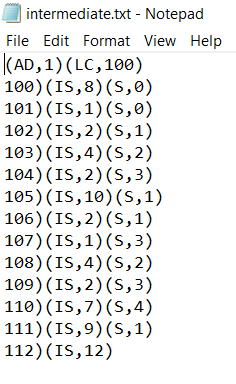 intermediate.txt - Notepad
File Edit Format View Help
(AD,1)(LC,100)
100)(IS,8)(S,0)
101)(IS,1)(S,0)
102)(IS,2)(S,1)
103)(IS,4)(S,2)
104)(IS,2)(S,3)
105)(IS,10)(S,1)
106)(IS,2)(S,1)
107)(IS,1)(S,3)
108)(IS,4)(S,2)
109)(IS,2)(S,3)
110)(IS,7)(S,4)
111)(IS,9)(S,1)
112)(IS,12)